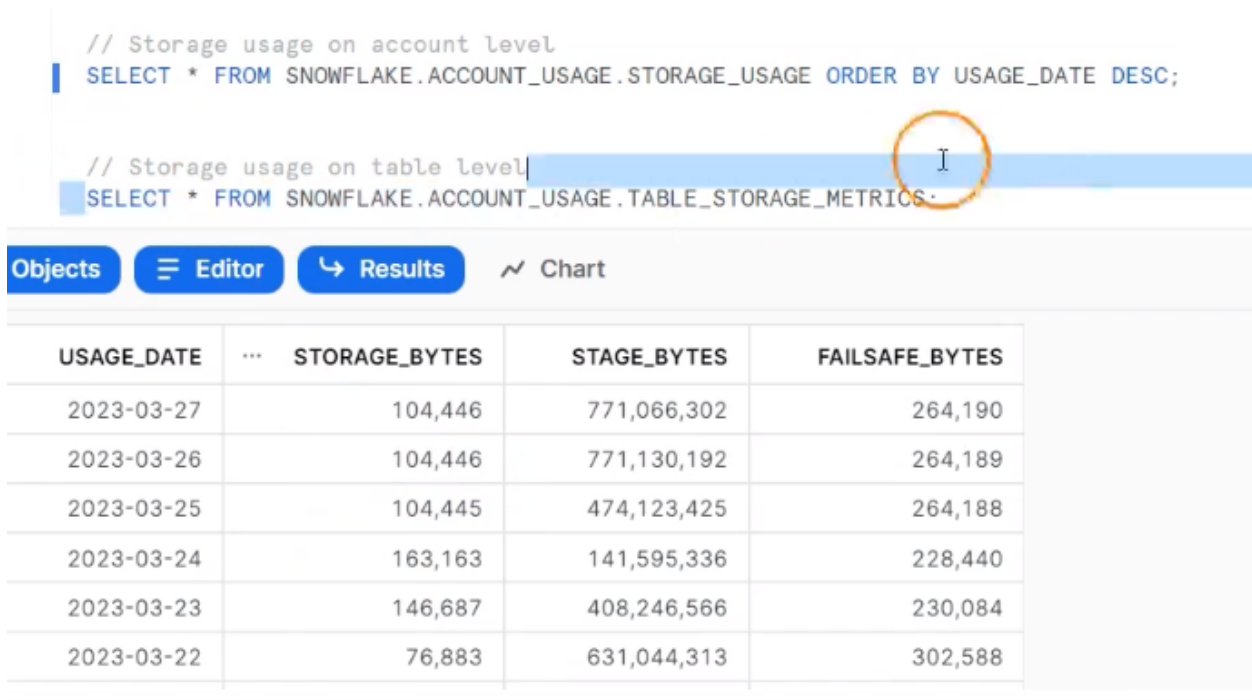 // Storage usage on account level
SELECT * FROM SNOWFLAKE.ACCOUNT_USAGE.STORAGE_USAGE ORDER BY USAGE_DATE DESC;
// Storage usage on table level
SELECT * FROM SNOWFLAKE.ACCOUNT_USAGE.TABLE_STORAGE_METRICS;
Objects Editor Results Chart
USAGE_DATE ... STORAGE_BYTES STAGE_BYTES FAILSAFE_BYTES
2023-03-27 104,446 771,066,302 264,190
2023-03-26 104,446 771,130,192 264,189
2023-03-25 104,445 474,123,425 264,188
2023-03-24 163,163 141,595,336 228,440
2023-03-23 146,687 408,246,566 230,084
2023-03-22 76,883 631,044,313 302,588